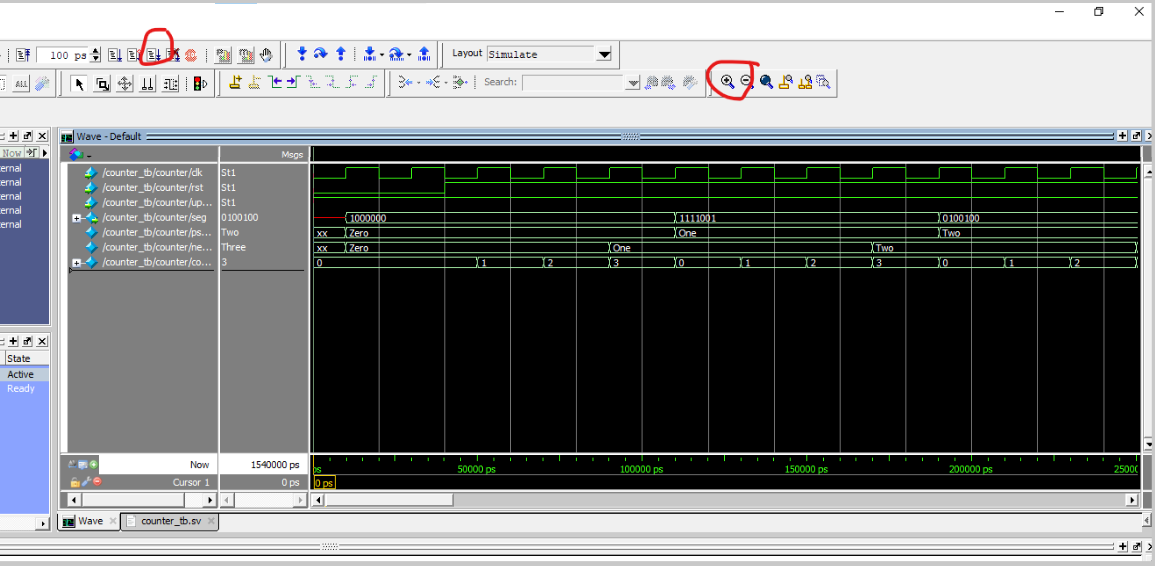 100 ps
Layout Simulate
ALL
Search:
Wave - Default
Now
Msgs
ernal
ernal
ernal
ernal
ernal
/counter_tb/counter/clk St1
/counter_tb/counter/rst St1
/counter_tb/counter/up... St1
/counter_tb/counter/seg 0100100 1000000 1111001 0100100
/counter_tb/counter/ps... Two xx Zero One Two
/counter_tb/counter/ne... Three xx Zero One Two
/counter_tb/counter/co... 3 0 1 2 3 0 1 2 3 0 1 2
State
Active
Ready
Now 1540000 ps ps 50000 ps 100000 ps 150000 ps 200000 ps 25000
Cursor 1 0 ps 0 ps
Wave counter_tb.sv